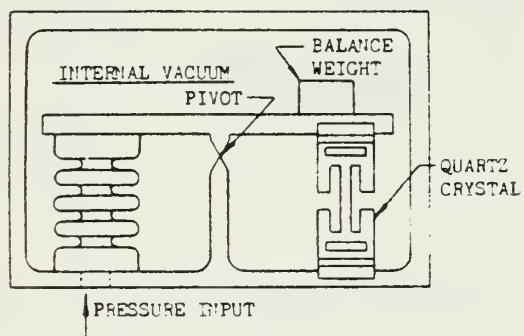 BALANCE
WEIGHT
INTERNAL VACUUM
PIVOT
QUARTZ
CRYSTAL
PRESSURE INPUT